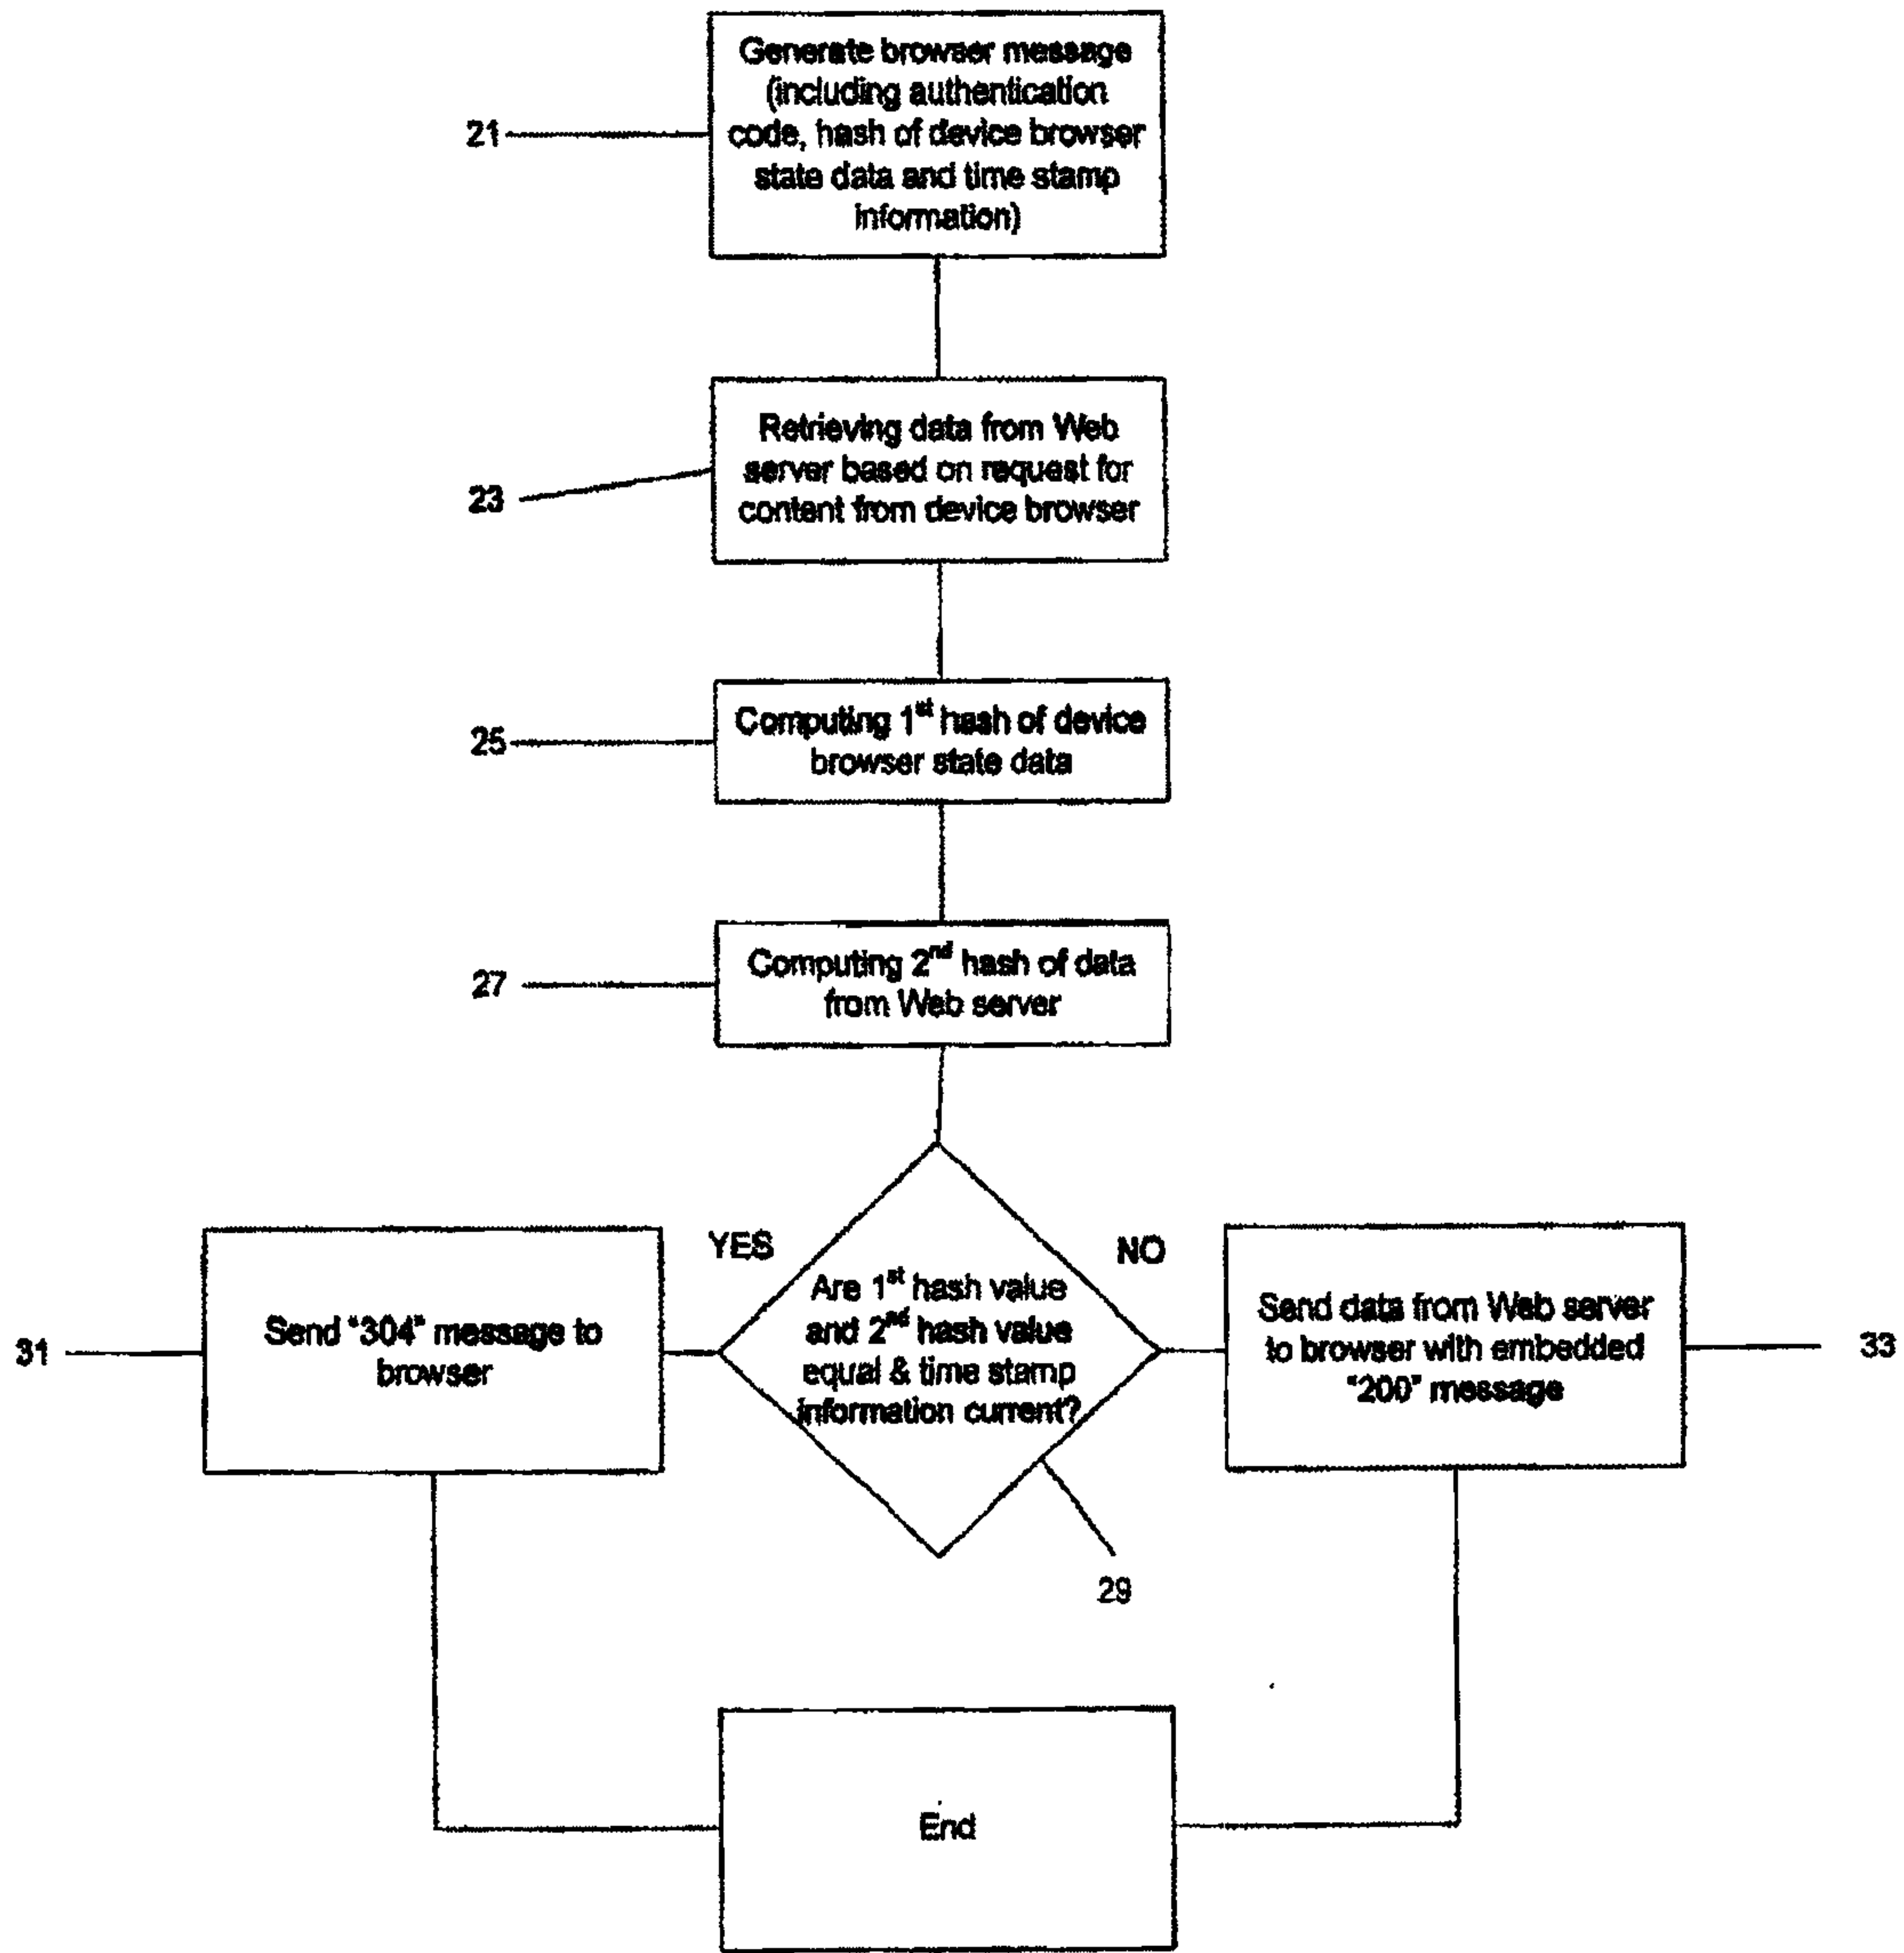 Generate browser message
(including authentication
code, hash of device browser
state data and time stamp
information)
21
Retrieving data from Web
server based on request for
content from device browser
23
Computing 1st hash of device
browser state data
25
Computing 2nd hash of data
from Web server
27
YES
NO
Are 1st hash value
and 2nd hash value
equal & time stamp
information current?
29
Send "304" message to
browser
31
Send data from Web server
to browser with embedded
"200" message
33
End